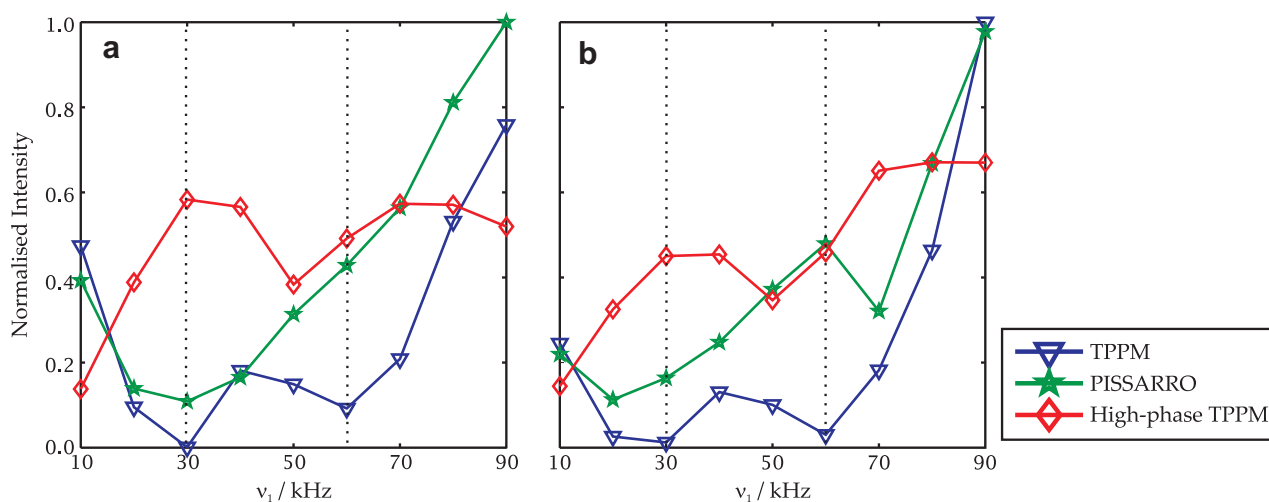 a
b
Normalised Intensity
1.0
0.8
0.6
0.4
0.2
0.0
10 30 50 70 90
10 30 50 70 90
ν₁ / kHz
ν₁ / kHz
TPPM
PISSARRO
High-phase TPPM